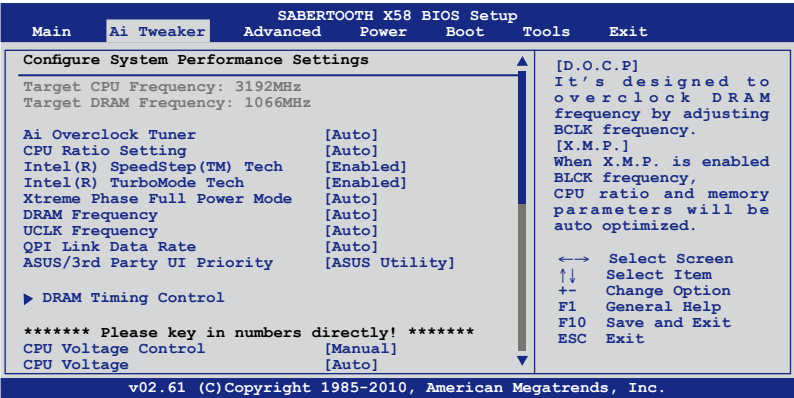 SABERTOOTH X58 BIOS Setup
Main Ai Tweaker Advanced Power Boot Tools Exit
Configure System Performance Settings
Target CPU Frequency: 3192MHz
Target DRAM Frequency: 1066MHz
Ai Overclock Tuner [Auto]
CPU Ratio Setting [Auto]
Intel(R) SpeedStep(TM) Tech [Enabled]
Intel(R) TurboMode Tech [Enabled]
Xtreme Phase Full Power Mode [Auto]
DRAM Frequency [Auto]
UCLK Frequency [Auto]
QPI Link Data Rate [Auto]
ASUS/3rd Party UI Priority [ASUS Utility]
▶ DRAM Timing Control
******* Please key in numbers directly! *******
CPU Voltage Control [Manual]
CPU Voltage [Auto]
[D.O.C.P]
It's designed to
overclock DRAM
frequency by adjusting
BCLK frequency.
[X.M.P.]
When X.M.P. is enabled
BLCK frequency,
CPU ratio and memory
parameters will be
auto optimized.
←→ Select Screen
↑↓ Select Item
+- Change Option
F1 General Help
F10 Save and Exit
ESC Exit
v02.61 (C)Copyright 1985-2010, American Megatrends, Inc.